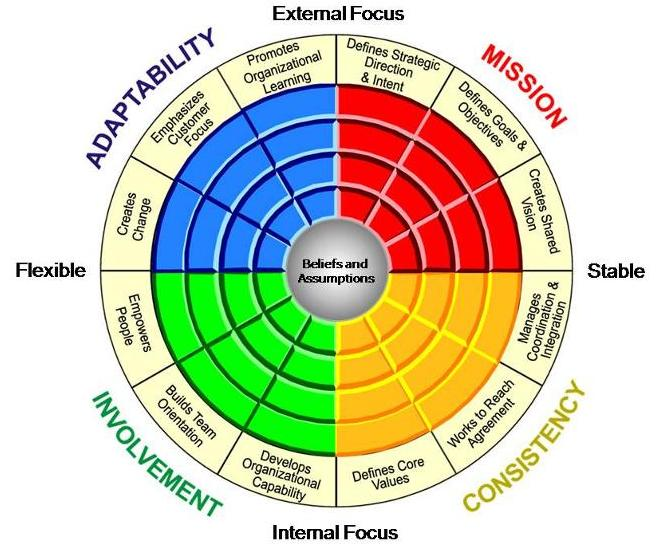 External Focus
ADAPTABILITY
MISSION
Promotes
Organizational
Learning
Defines Strategic
Direction
& Intent
Emphasizes
Customer
Focus
Defines Goals &
Objectives
Creates
Change
Creates Shared
Vision
Flexible
Beliefs and
Assumptions
Stable
Empowers
People
Manages
Coordination &
Integration
Builds Team
Orientation
Works to Reach
Agreement
Develops
Organizational
Capability
Defines Core
Values
INVOLVEMENT
CONSISTENCY
Internal Focus